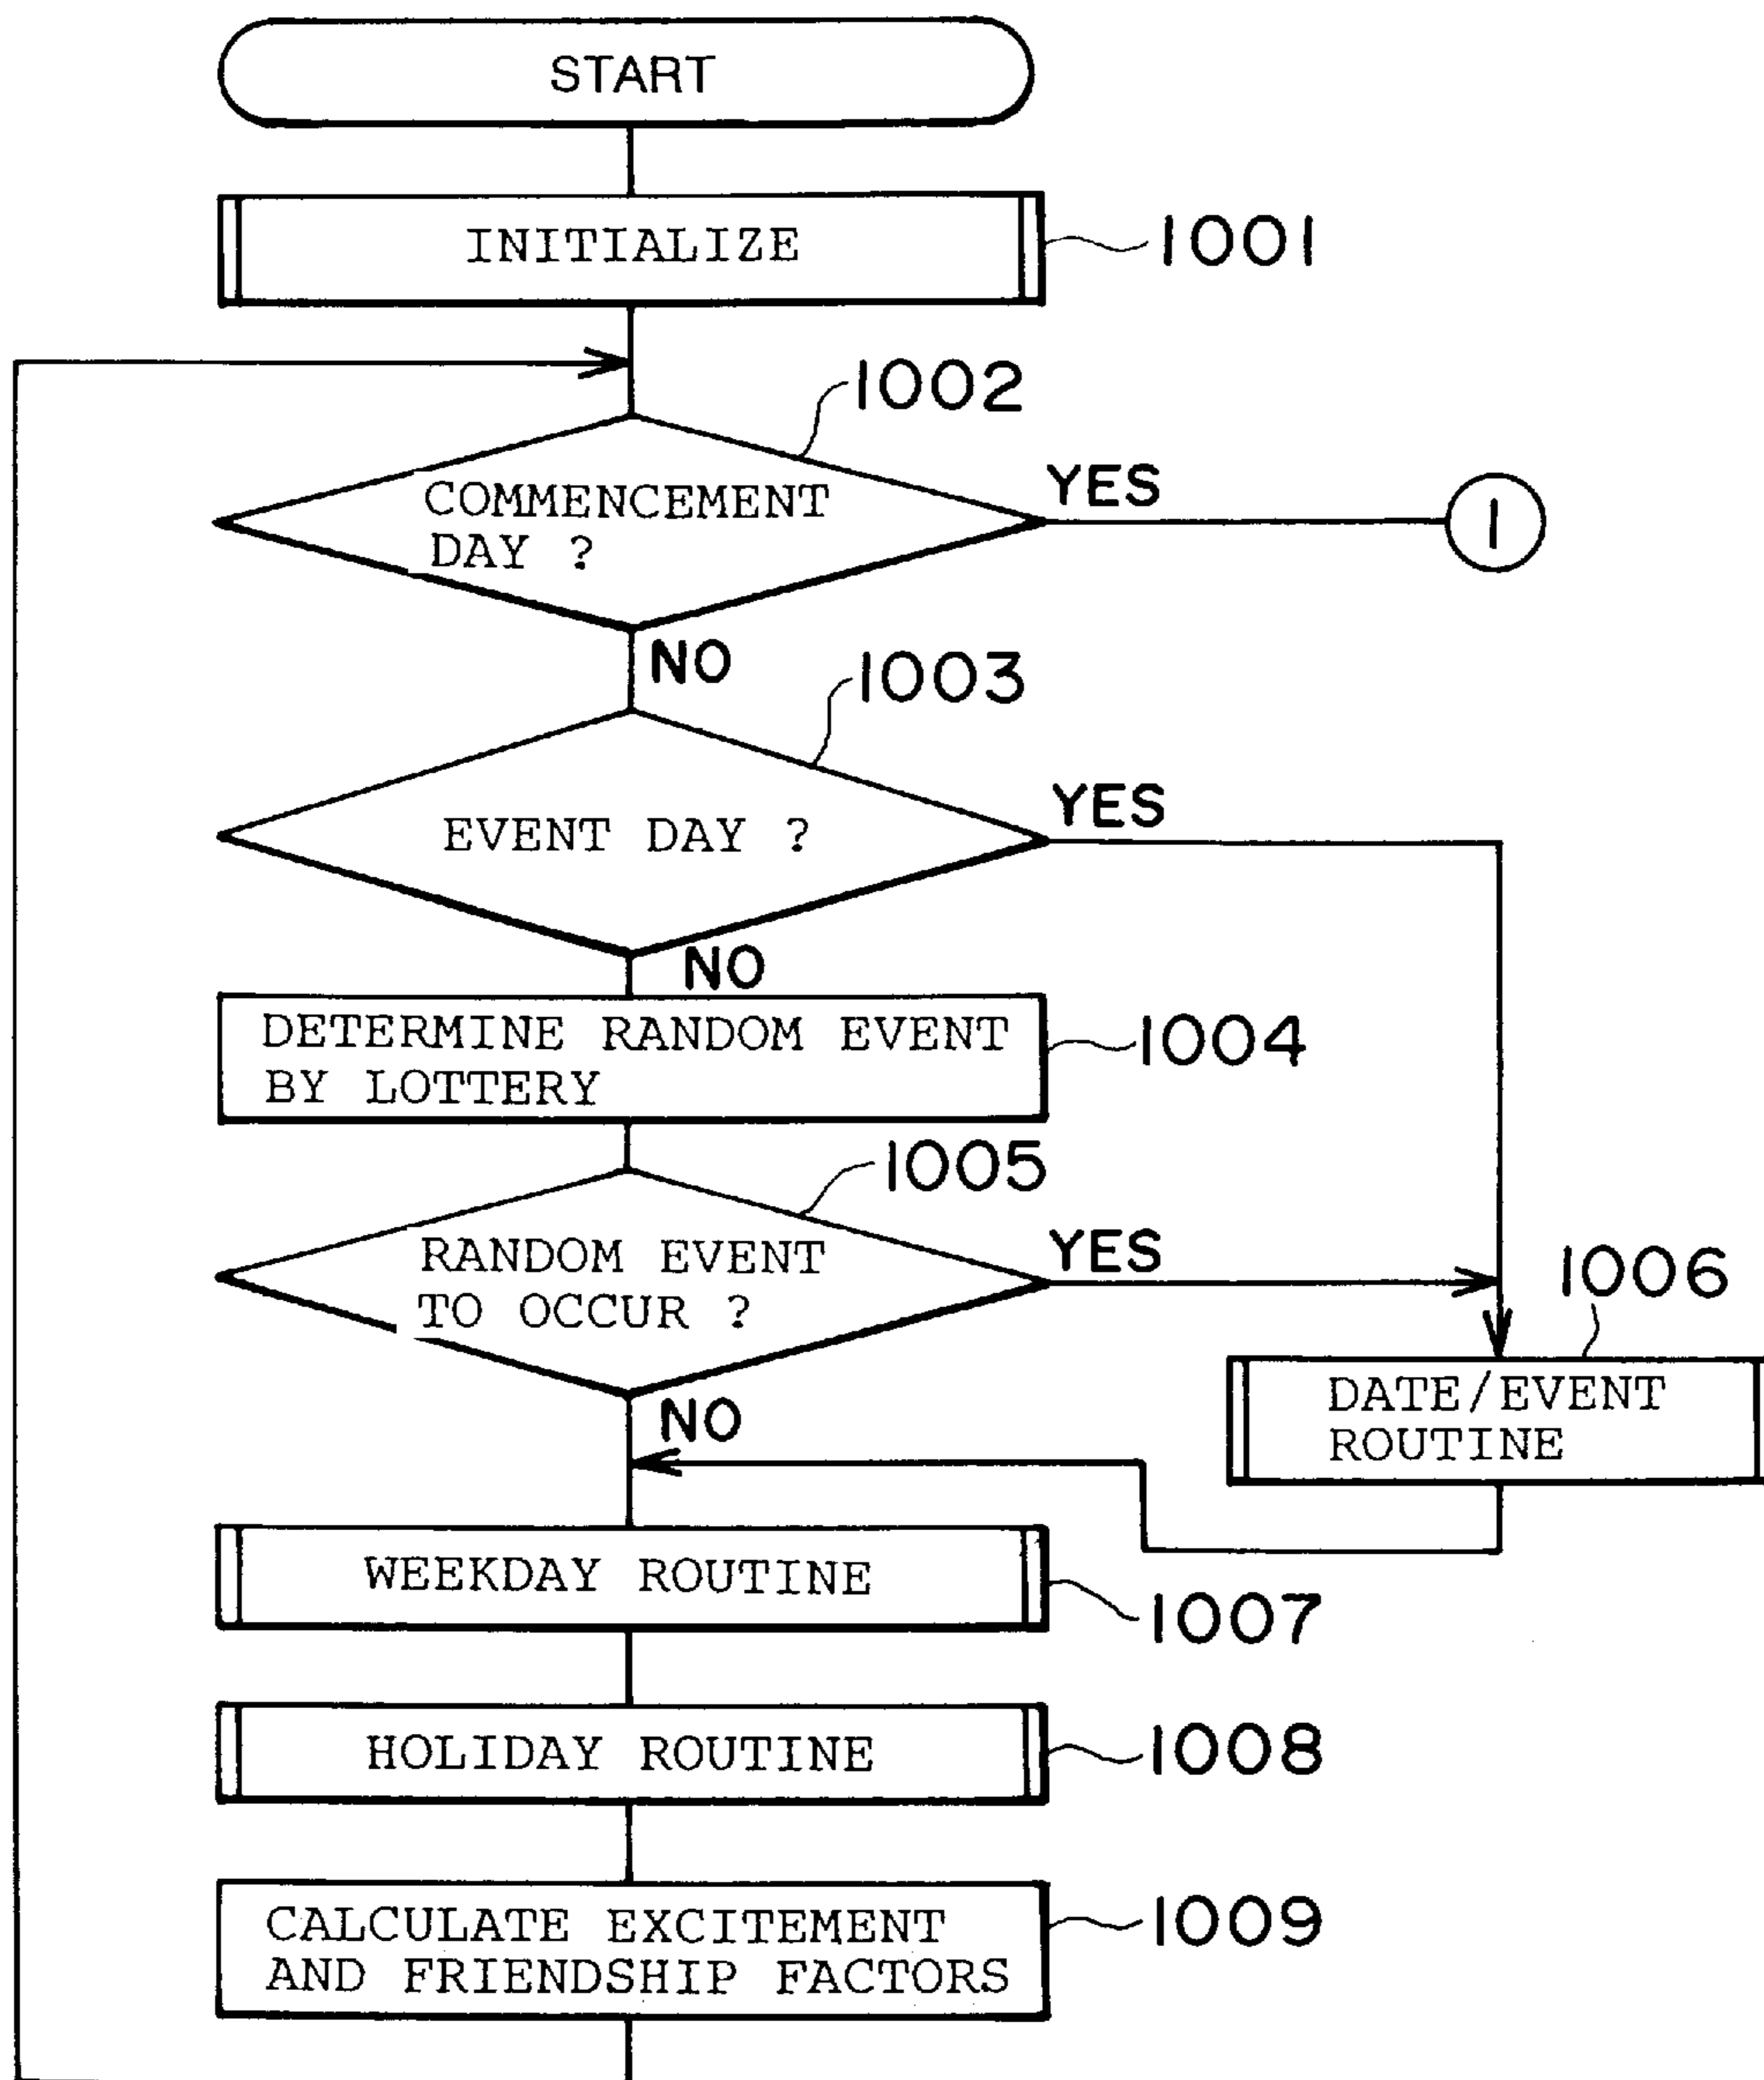 START
INITIALIZE
1001
1002
COMMENCEMENT
DAY ?
YES
1
NO
1003
EVENT DAY ?
YES
NO
DETERMINE RANDOM EVENT
BY LOTTERY
1004
1005
RANDOM EVENT
TO OCCUR ?
YES
1006
DATE/EVENT
ROUTINE
NO
WEEKDAY ROUTINE
1007
HOLIDAY ROUTINE
1008
CALCULATE EXCITEMENT
AND FRIENDSHIP FACTORS
1009